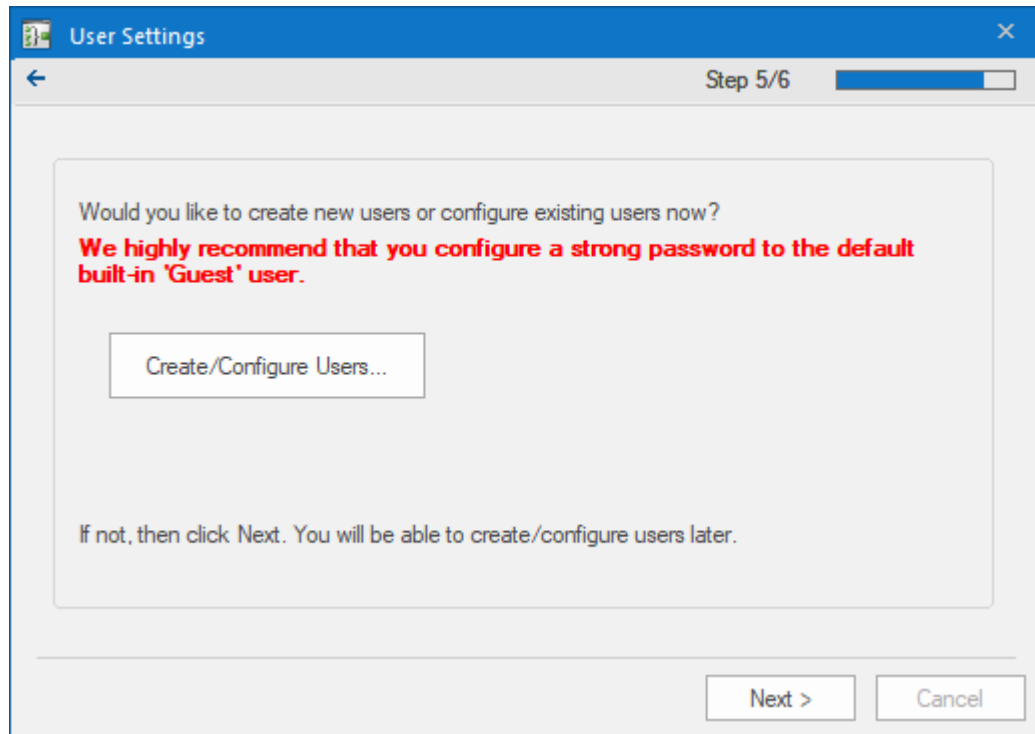 User Settings
Step 5/6
Would you like to create new users or configure existing users now?
We highly recommend that you configure a strong password to the default
built-in 'Guest' user.
Create/Configure Users...
If not, then click Next. You will be able to create/configure users later.
Next >
Cancel